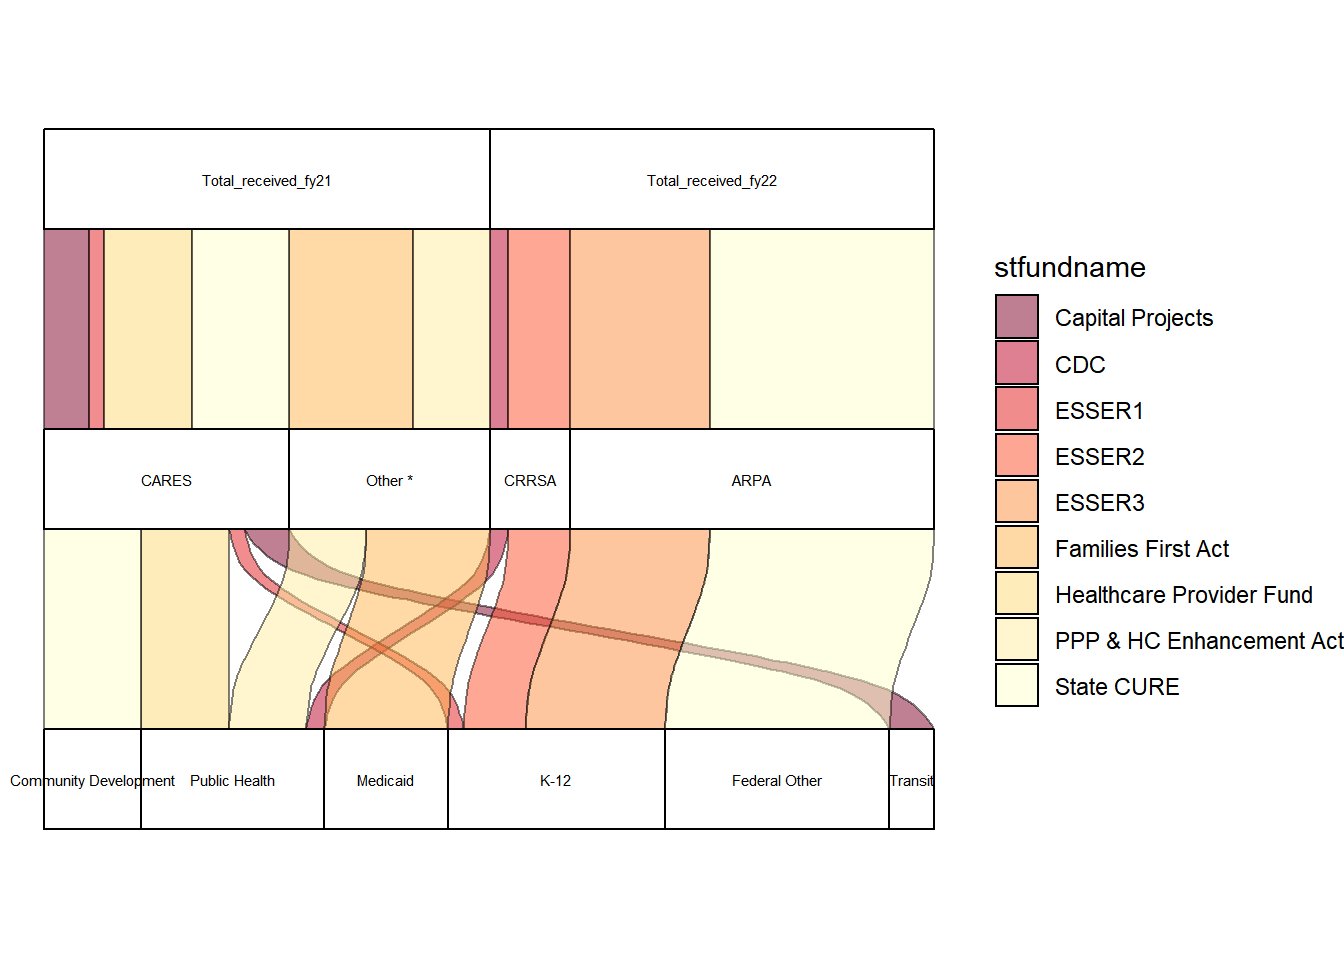 Total_received_fy21
Total_received_fy22
CARES
Other *
CRRSA
ARPA
Community Development
Public Health
Medicaid
K-12
Federal Other
Transit
stfundname
Capital Projects
CDC
ESSER1
ESSER2
ESSER3
Families First Act
Healthcare Provider Fund
PPP & HC Enhancement Act
State CURE